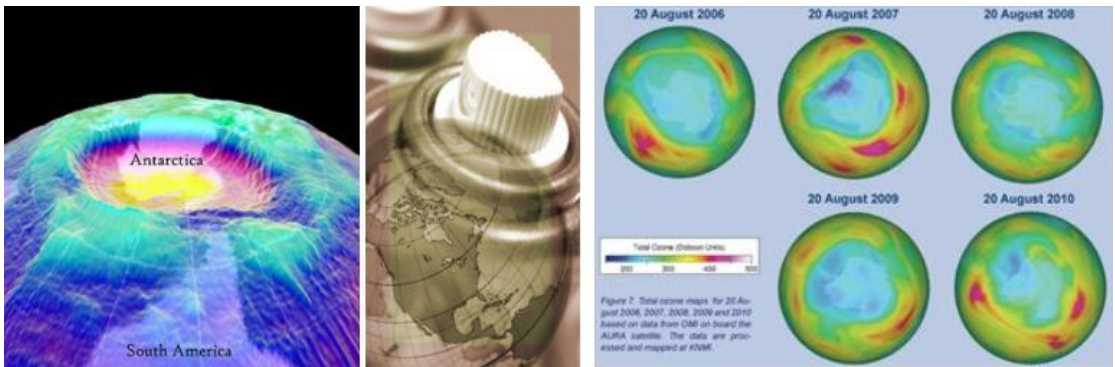 Antarctica
South America
20 August 2006
20 August 2007
20 August 2008
20 August 2009
20 August 2010
Total Ozone (Dobson Units)
200
300
400
500
Figure 7. Total ozone maps for 20 Au-
gust 2006, 2007, 2008, 2009 and 2010
based on data from OMI on board the
AURA satellite. The data are proc-
essed and mapped at KNMI.